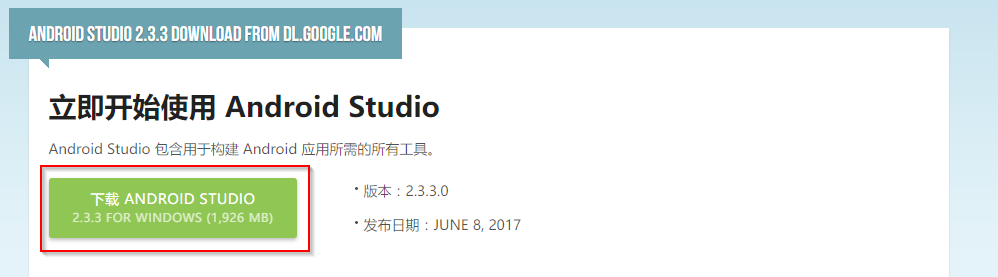 ANDROID STUDIO 2.3.3 DOWNLOAD FROM DL.GOOGLE.COM
立即开始使用 Android Studio
Android Studio 包含用于构建 Android 应用所需的所有工具。
下载 ANDROID STUDIO
2.3.3 FOR WINDOWS (1,926 MB)
• 版本：2.3.3.0
• 发布日期：JUNE 8, 2017